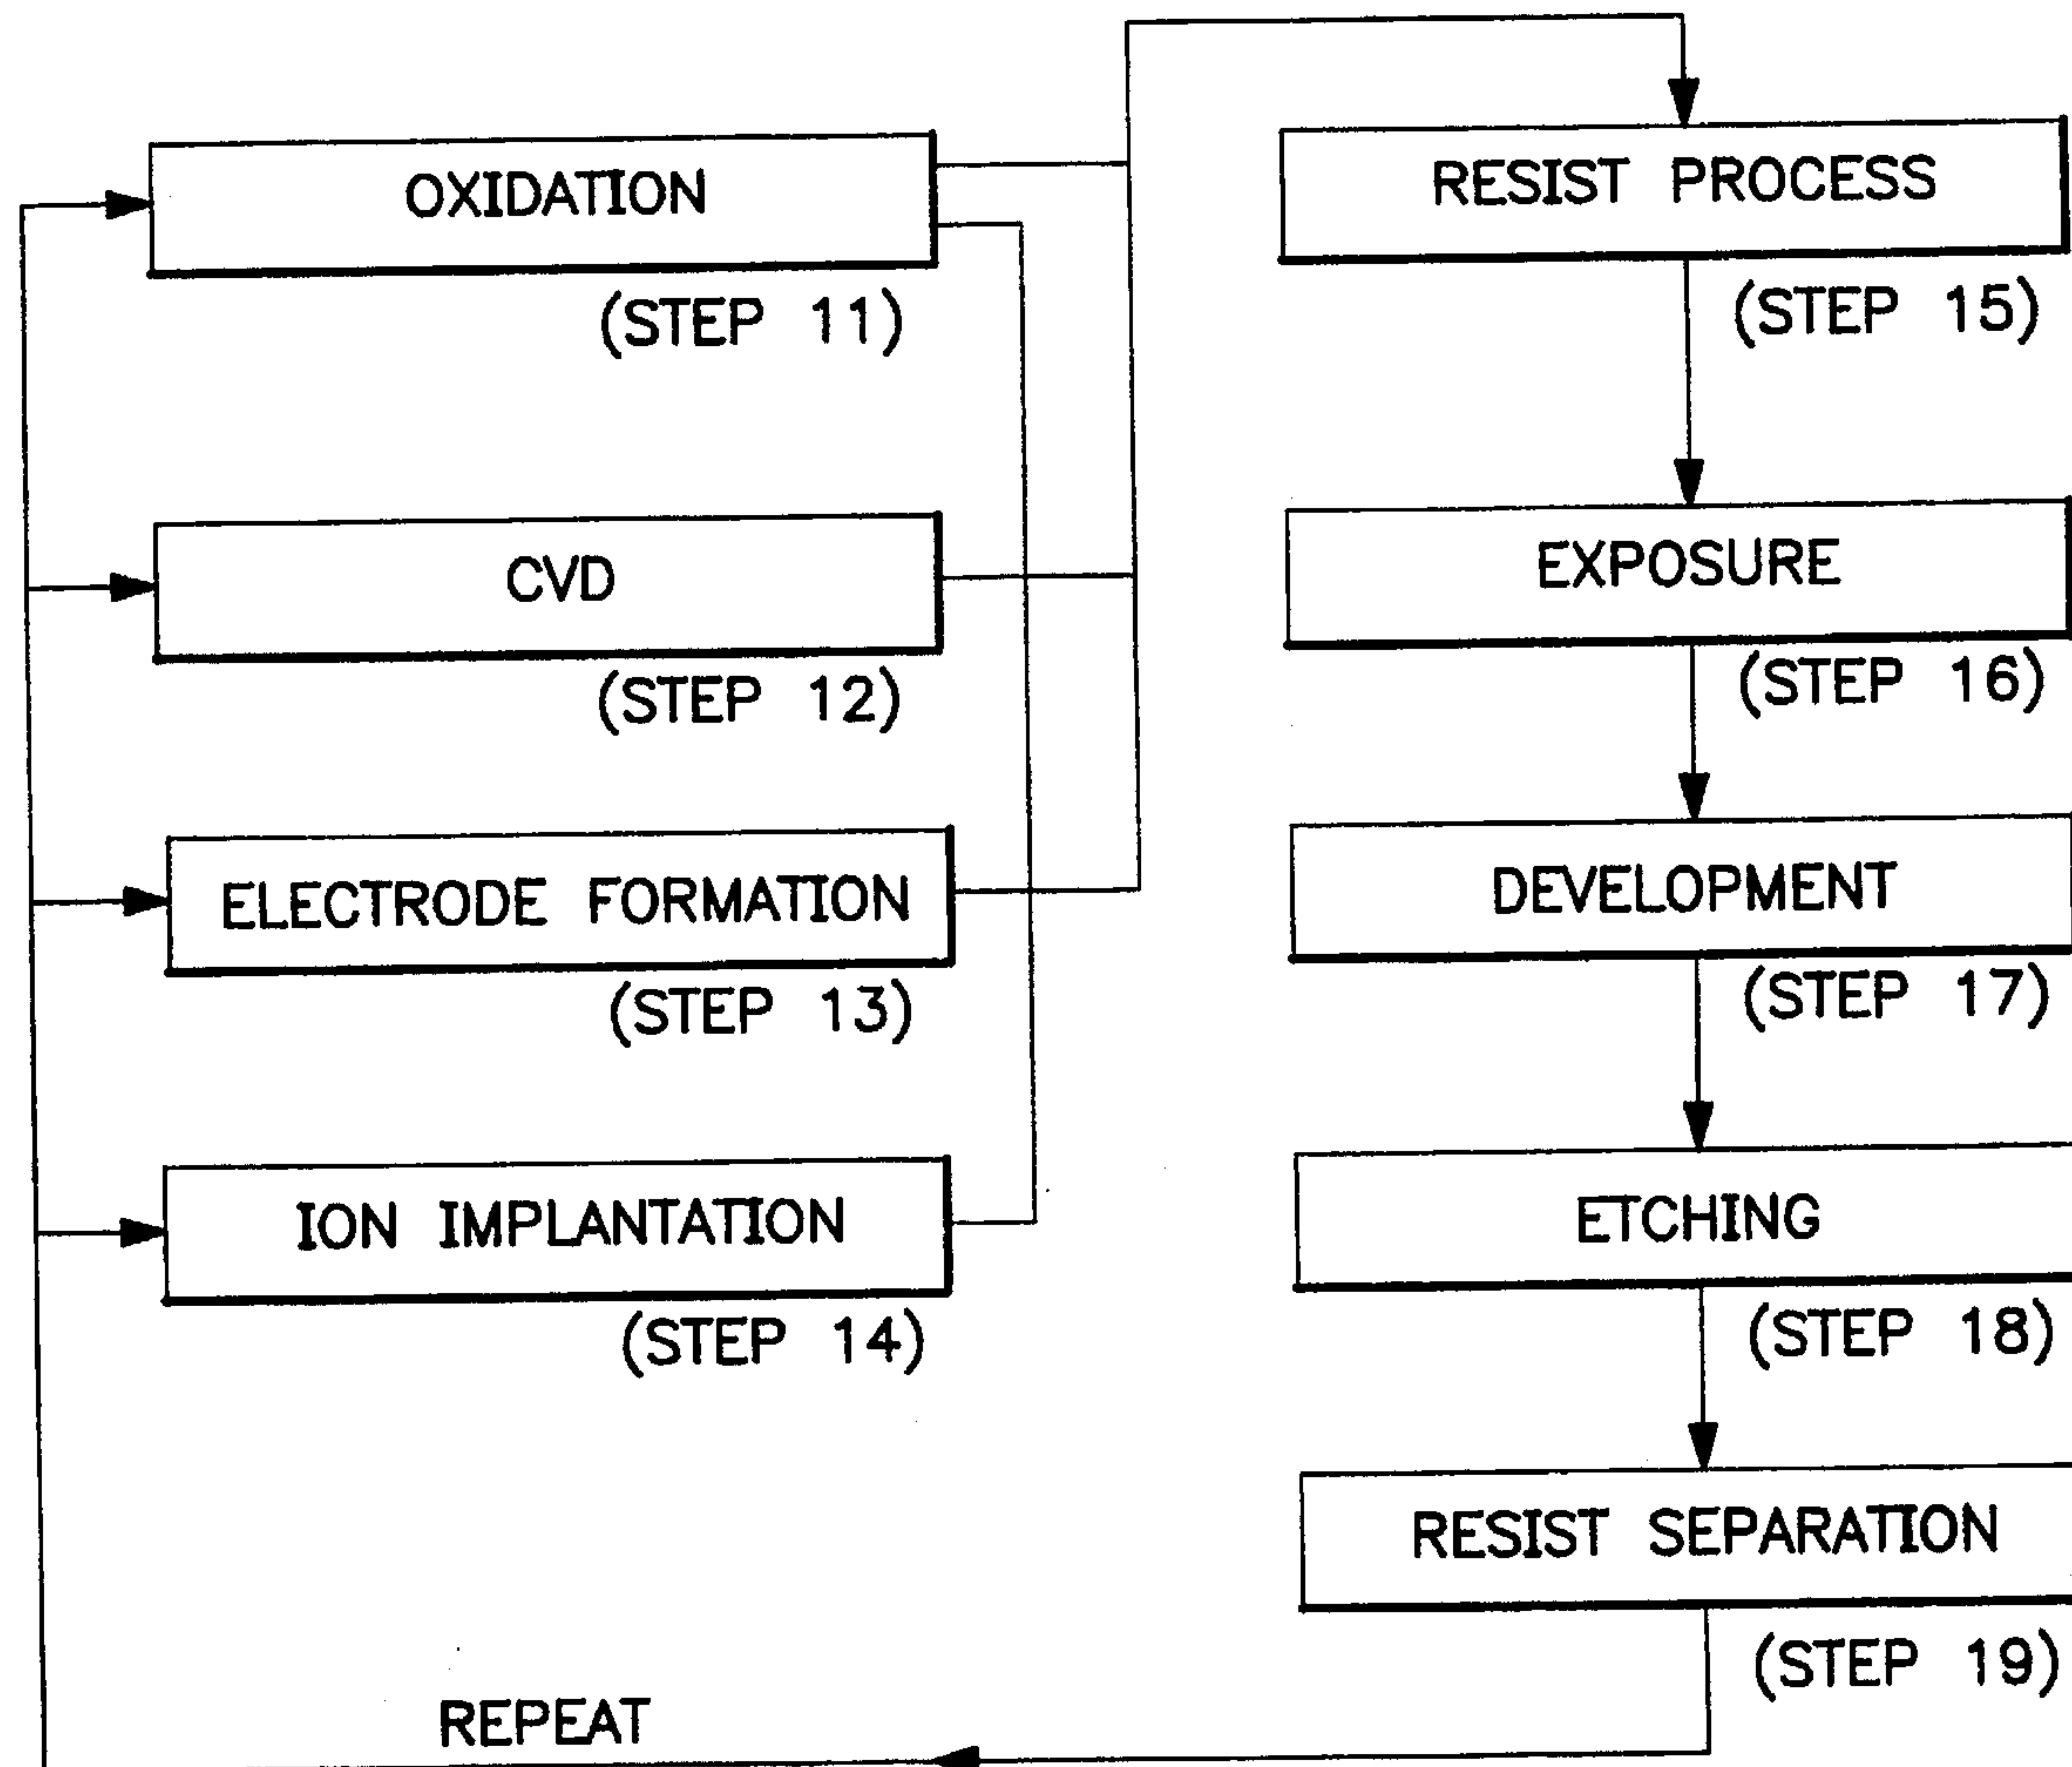 OXIDATION
(STEP 11)
CVD
(STEP 12)
ELECTRODE FORMATION
(STEP 13)
ION IMPLANTATION
(STEP 14)
RESIST PROCESS
(STEP 15)
EXPOSURE
(STEP 16)
DEVELOPMENT
(STEP 17)
ETCHING
(STEP 18)
RESIST SEPARATION
(STEP 19)
REPEAT